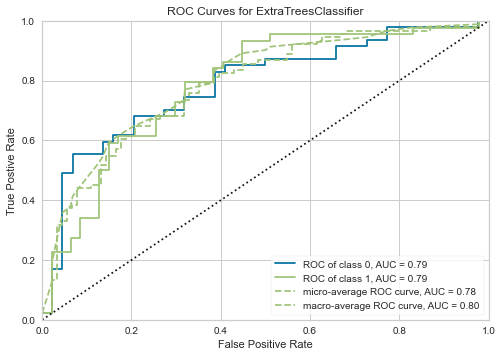 ROC Curves for ExtraTreesClassifier
True Postive Rate
1.0
0.8
0.6
0.4
0.2
0.0
0.0 0.2 0.4 0.6 0.8 1.0
False Positive Rate
ROC of class 0, AUC = 0.79
ROC of class 1, AUC = 0.79
micro-average ROC curve, AUC = 0.78
macro-average ROC curve, AUC = 0.80